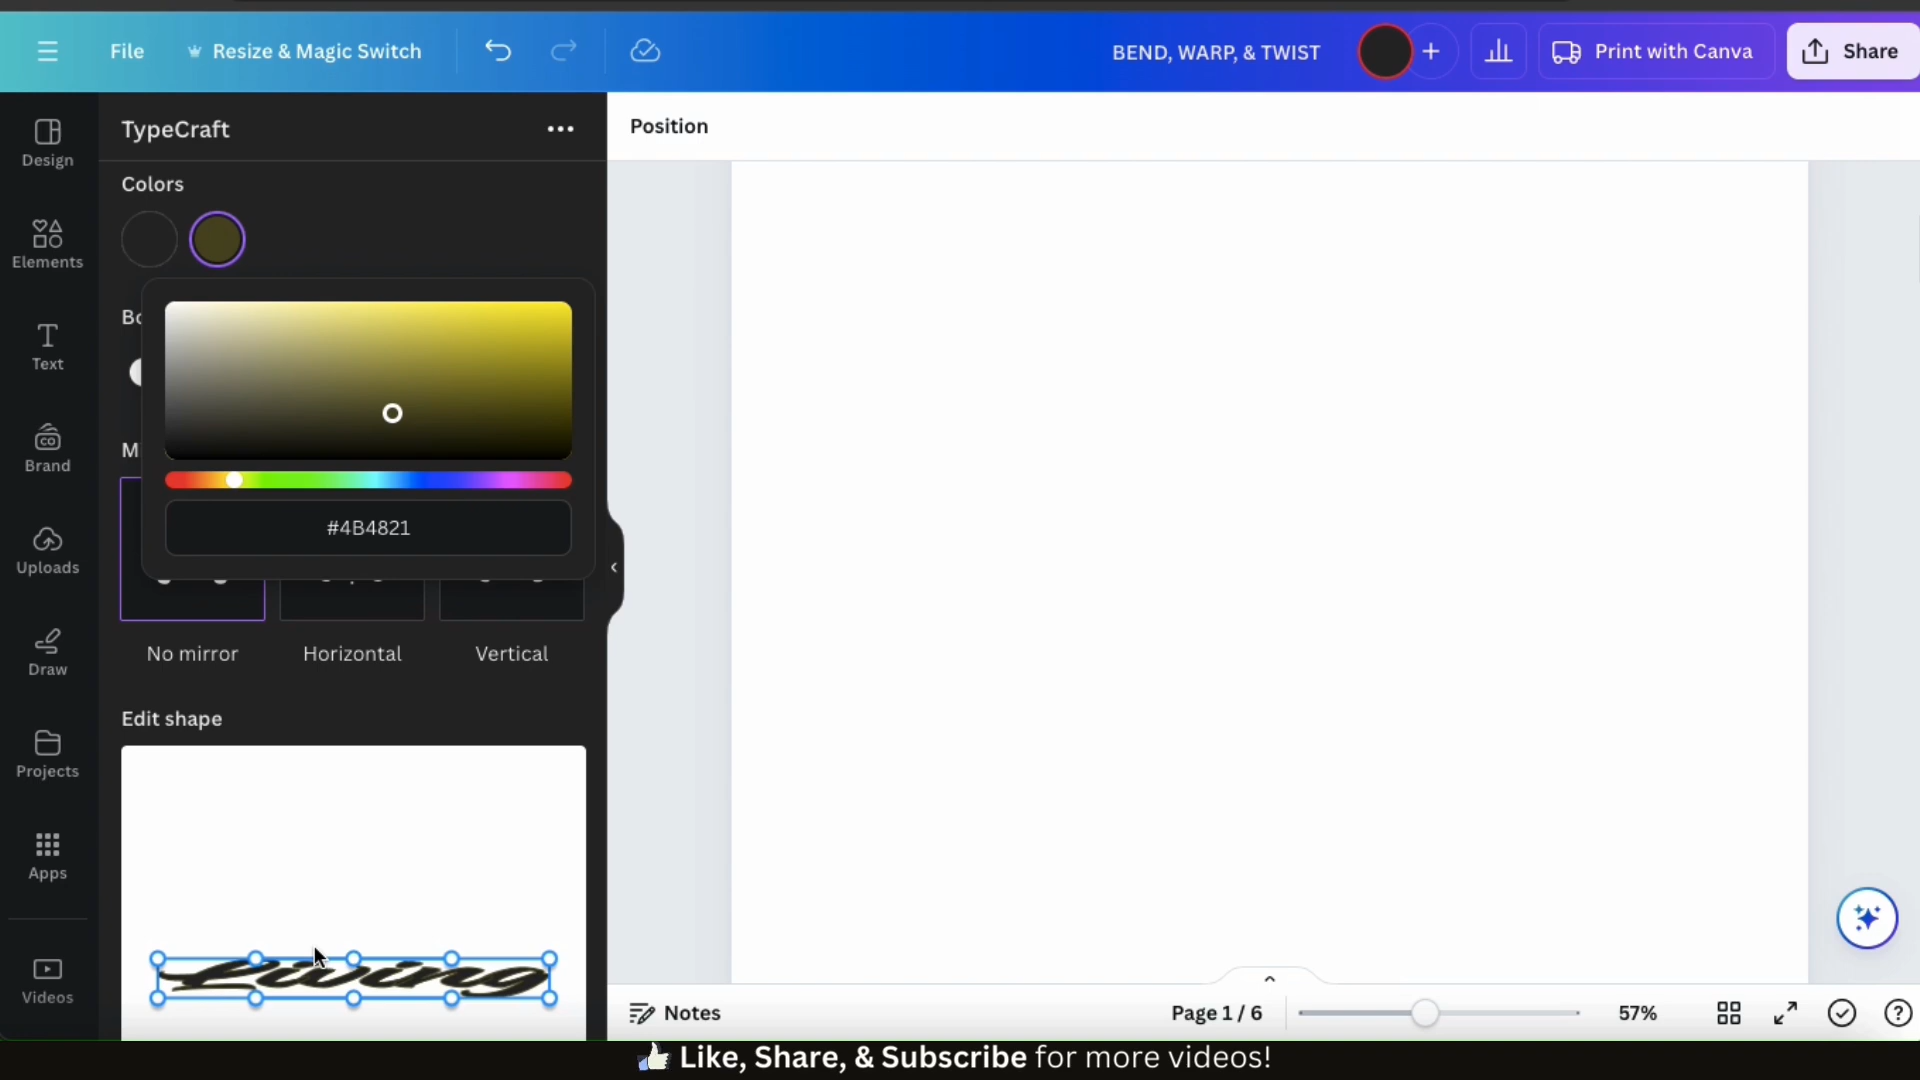 File
Resize & Magic Switch
BEND, WARP, & TWIST
Print with Canva
Share
Design
Elements
Text
Brand
Uploads
Draw
Projects
Apps
Videos
TypeCraft
Colors
Bo
#4B4821
Mi
No mirror
Horizontal
Vertical
Edit shape
Living
Position
Notes
Page 1 / 6
57%
Like, Share, & Subscribe for more videos!